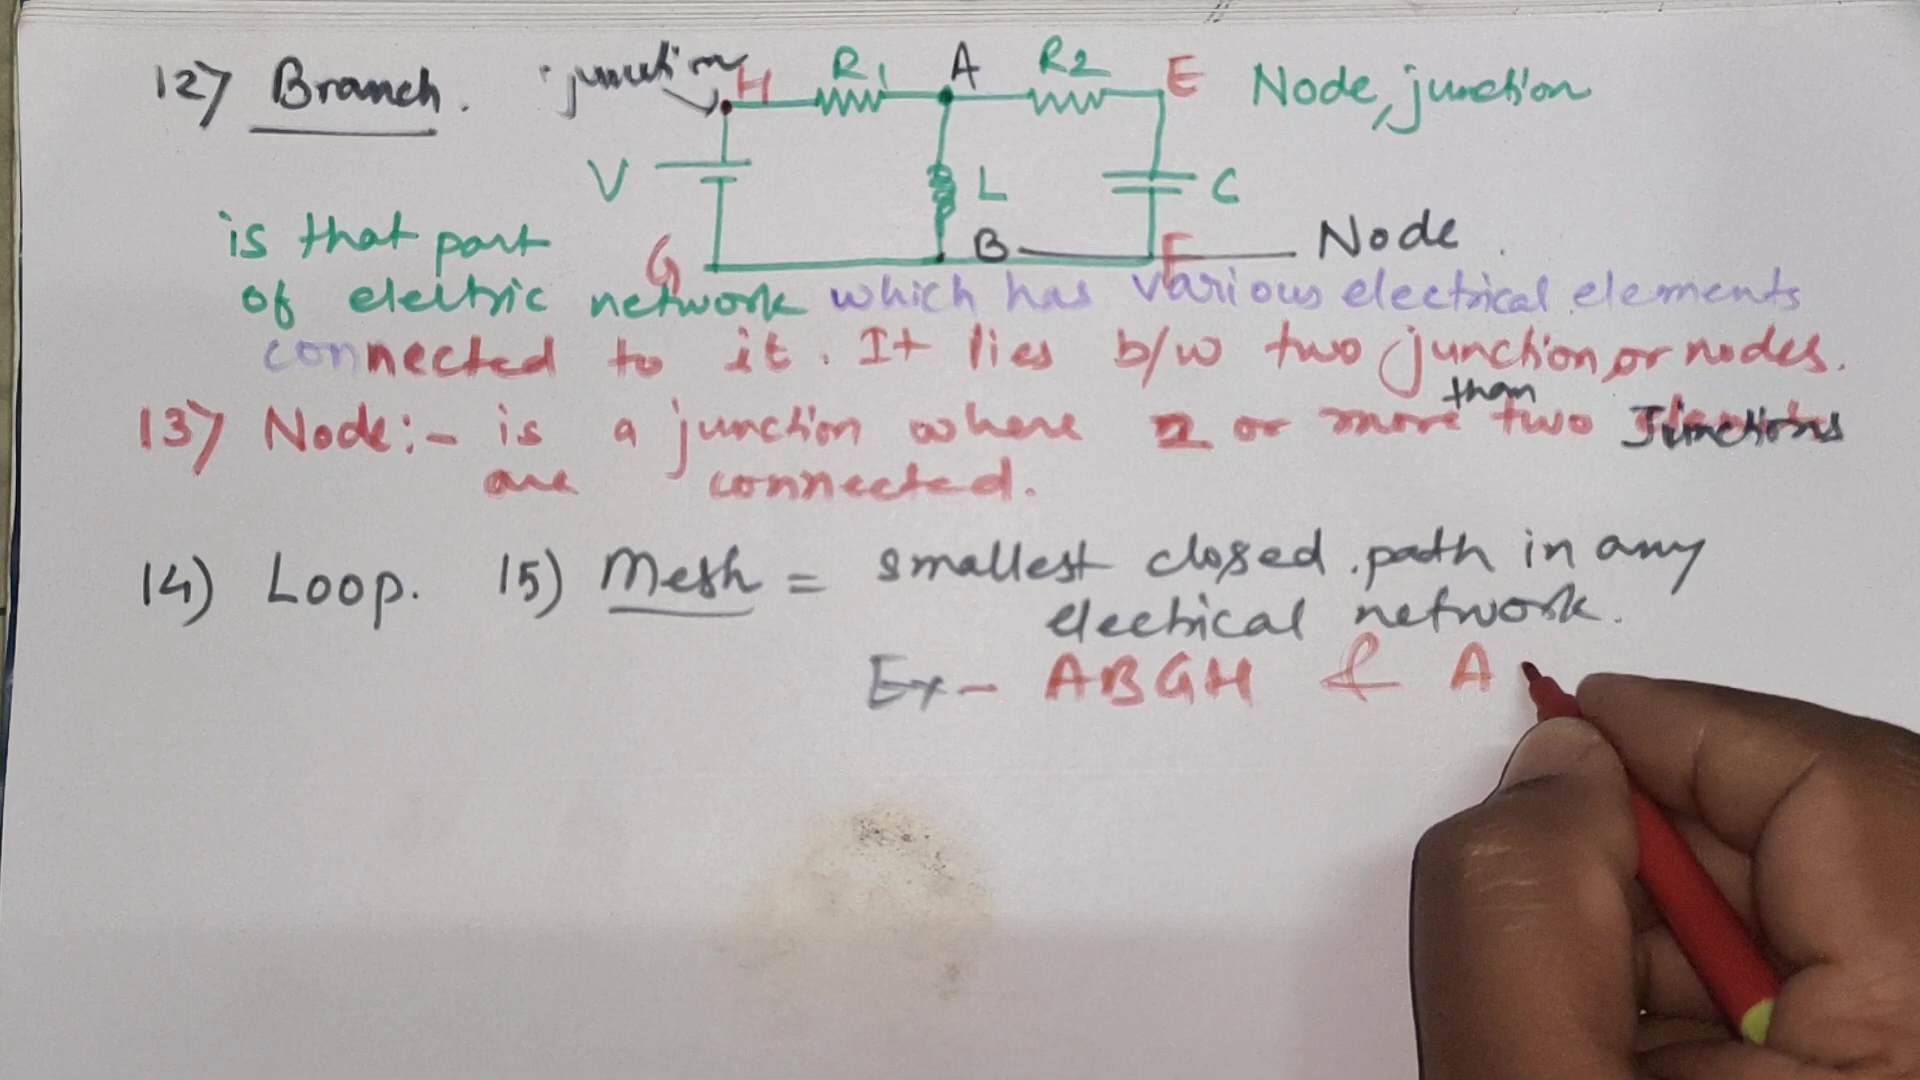 12) Branch. junction H R1 A R2 E Node, junction
V L C
is that part G B F Node.
of electric network which has various electrical elements
connected to it. It lies b/w two junction or nodes.
13) Node:- is a junction where 2 or more than two Junctions
are connected.
14) Loop. 15) Mesh = smallest closed path in any
electrical network.
Ex- ABGH & A